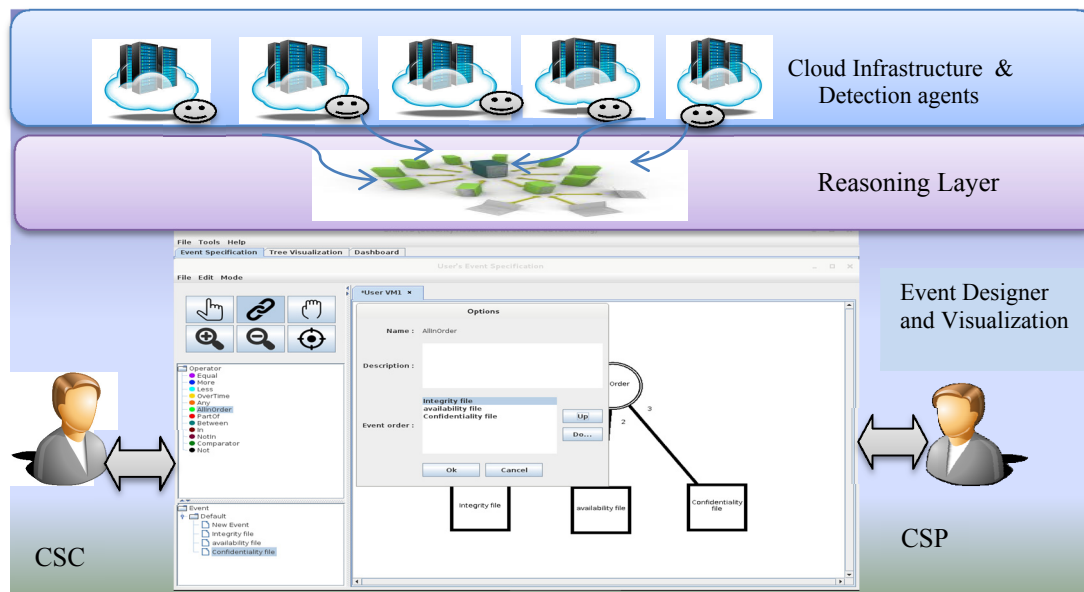 Cloud Infrastructure &
Detection agents
Reasoning Layer
File Tools Help
Event Specification Tree Visualization Dashboard
User's Event Specification
File Edit Mode
*User VM1 ×
Event Designer
and Visualization
Options
Name : AllInOrder
Description :
Operator
Equal
More
Less
OverTime
Any
AllinOrder
PartOf
Between
In
NotIn
Comparator
Not
Order
3
2
Integrity file
availability file
Confidentiality file
Event order :
Up
Do...
Ok Cancel
Integrity file
availability file
Confidentiality
file
Event
Default
New Event
Integrity file
availability file
Confidentiality file
CSC
CSP